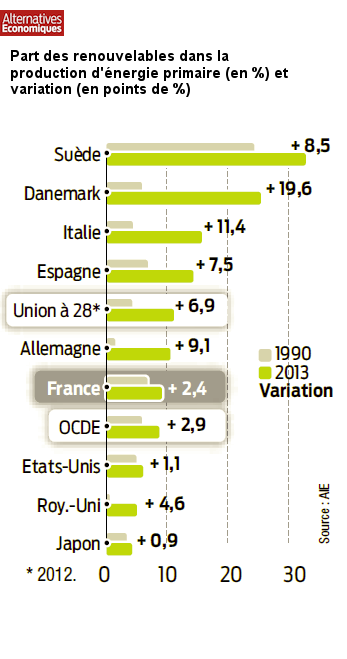 Alternatives
Economiques
Part des renouvelables dans la
production d'énergie primaire (en %) et
variation (en points de %)
Suède + 8,5
Danemark + 19,6
Italie + 11,4
Espagne + 7,5
Union à 28* + 6,9
Allemagne + 9,1
France + 2,4
OCDE + 2,9
Etats-Unis + 1,1
Roy.-Uni + 4,6
Japon + 0,9
1990
2013
Variation
Source : AIE
* 2012. 0 10 20 30